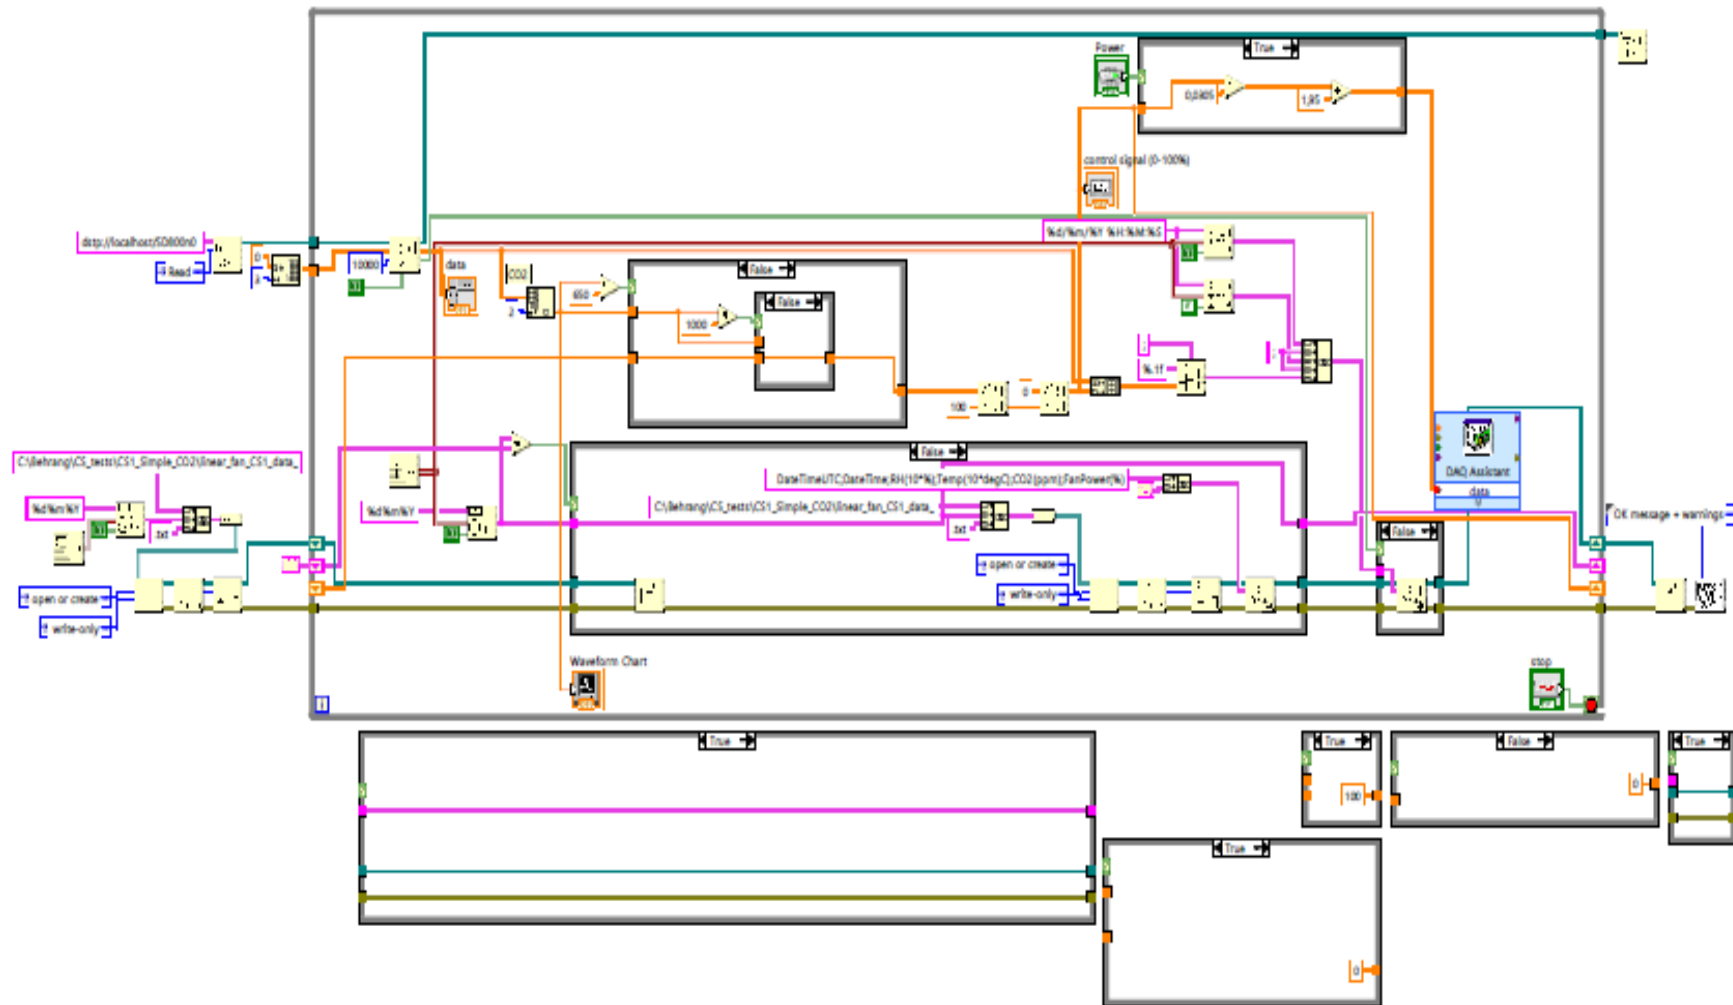 True
Power
0,0805
1,85
control signal (0-100%)
%d/%m/%Y %H:%M:%S
dstp://localhost/SD800n0
Read
0
10000
data
CO2
2
650
False
1000
False
%.1f
100
0
C:\Behrang\CS_tests\CS1_Simple_CO2\linear_fan_CS1_data_
%d%m%Y
.txt
open or create
write-only
%d%m%Y
False
DateTimeUTC;DateTime;RH(10*%);Temp(10*degC);CO2(ppm);FanPower(%)
C:\Behrang\CS_tests\CS1_Simple_CO2\linear_fan_CS1_data_
.txt
open or create
write-only
DAQ Assistant
data
False
OK message + warnings
Waveform Chart
stop
i
True
True
100
False
0
True
True
0